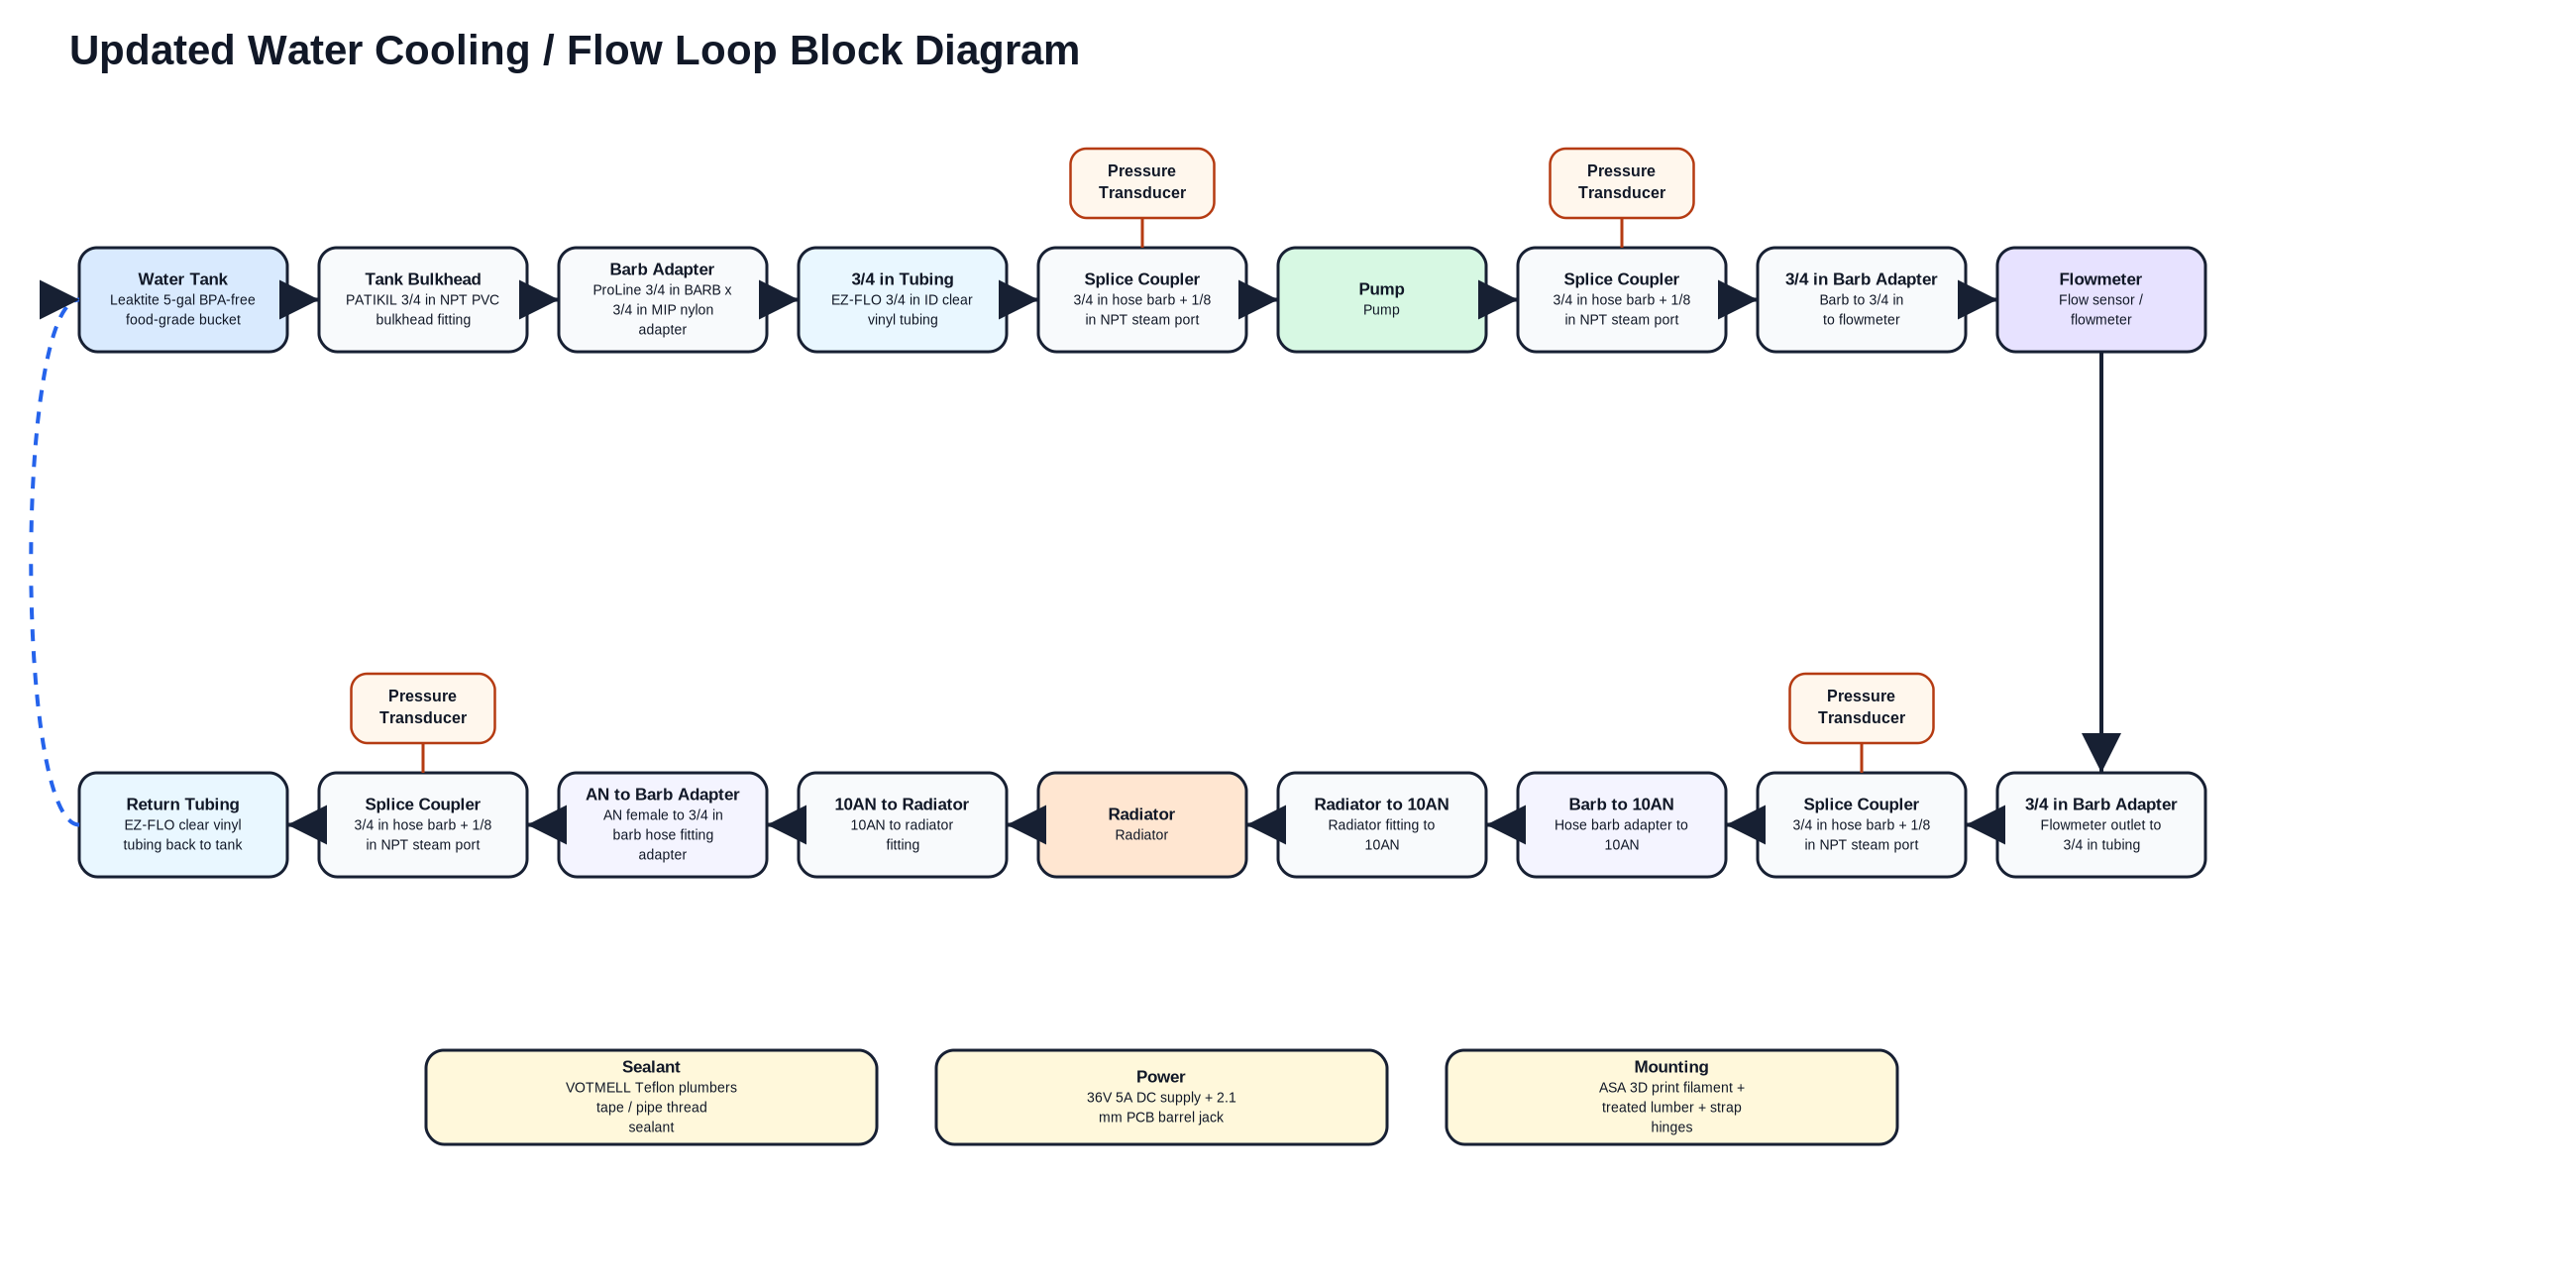 Updated Water Cooling / Flow Loop Block Diagram
Pressure
Transducer
Pressure
Transducer
Water Tank
Leaktite 5-gal BPA-free
food-grade bucket
Tank Bulkhead
PATIKIL 3/4 in NPT PVC
bulkhead fitting
Barb Adapter
ProLine 3/4 in BARB x
3/4 in MIP nylon
adapter
3/4 in Tubing
EZ-FLO 3/4 in ID clear
vinyl tubing
Splice Coupler
3/4 in hose barb + 1/8
in NPT steam port
Pump
Pump
Splice Coupler
3/4 in hose barb + 1/8
in NPT steam port
3/4 in Barb Adapter
Barb to 3/4 in
to flowmeter
Flowmeter
Flow sensor /
flowmeter
Pressure
Transducer
Pressure
Transducer
Return Tubing
EZ-FLO clear vinyl
tubing back to tank
Splice Coupler
3/4 in hose barb + 1/8
in NPT steam port
AN to Barb Adapter
AN female to 3/4 in
barb hose fitting
adapter
10AN to Radiator
10AN to radiator
fitting
Radiator
Radiator
Radiator to 10AN
Radiator fitting to
10AN
Barb to 10AN
Hose barb adapter to
10AN
Splice Coupler
3/4 in hose barb + 1/8
in NPT steam port
3/4 in Barb Adapter
Flowmeter outlet to
3/4 in tubing
Sealant
VOTMELL Teflon plumbers
tape / pipe thread
sealant
Power
36V 5A DC supply + 2.1
mm PCB barrel jack
Mounting
ASA 3D print filament +
treated lumber + strap
hinges